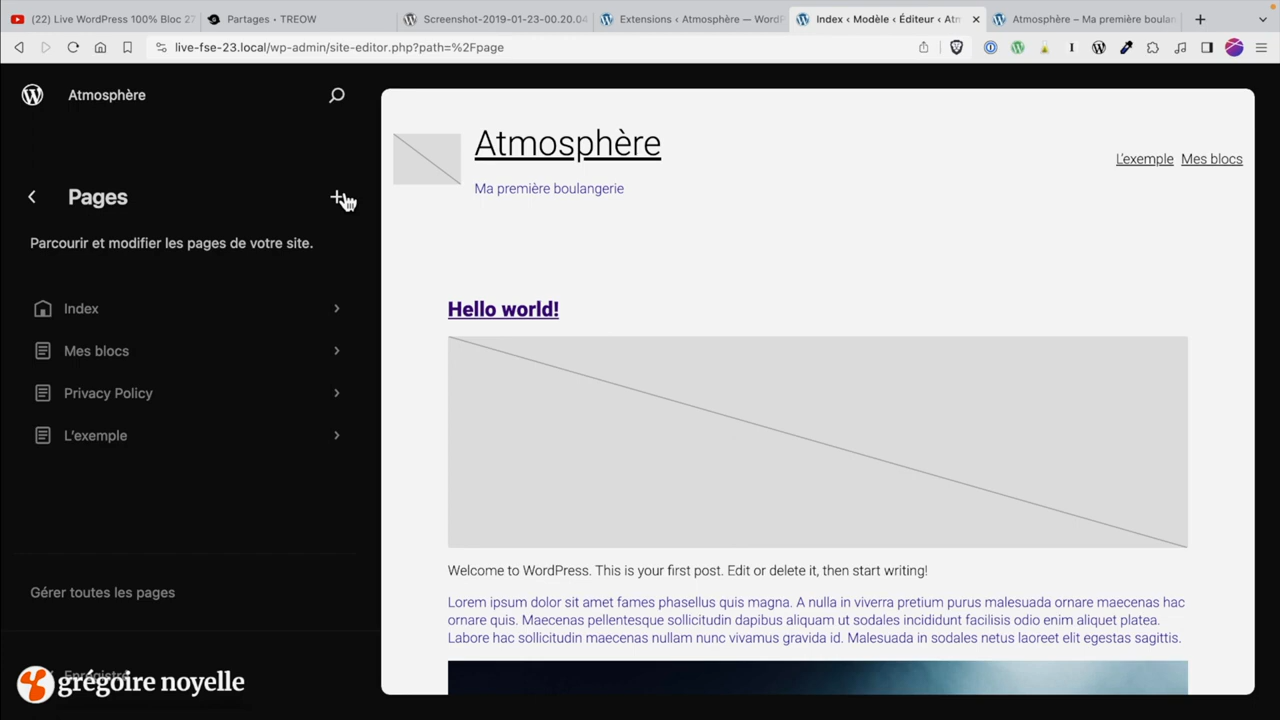 (22) Live WordPress 100% Bloc 27
Partages · TREOW
Screenshot-2019-01-23-00.20.04
Extensions ‹ Atmosphère — WordP
Index ‹ Modèle ‹ Éditeur ‹ Atm
Atmosphère – Ma première boulan
live-fse-23.local/wp-admin/site-editor.php?path=%2Fpage
Atmosphère
Pages
Parcourir et modifier les pages de votre site.
Index
Mes blocs
Privacy Policy
L'exemple
Gérer toutes les pages
Enregistré
grégoire noyelle
Atmosphère
Ma première boulangerie
L'exemple Mes blocs
Hello world!
Welcome to WordPress. This is your first post. Edit or delete it, then start writing!
Lorem ipsum dolor sit amet fames phasellus quis magna. A nulla in viverra pretium purus malesuada ornare maecenas hac
ornare quis. Maecenas pellentesque sollicitudin dapibus aliquam ut sodales incididunt facilisis odio enim aliquet platea.
Labore hac sollicitudin maecenas nullam nunc vivamus gravida id. Malesuada in sodales netus laoreet elit egestas sagittis.